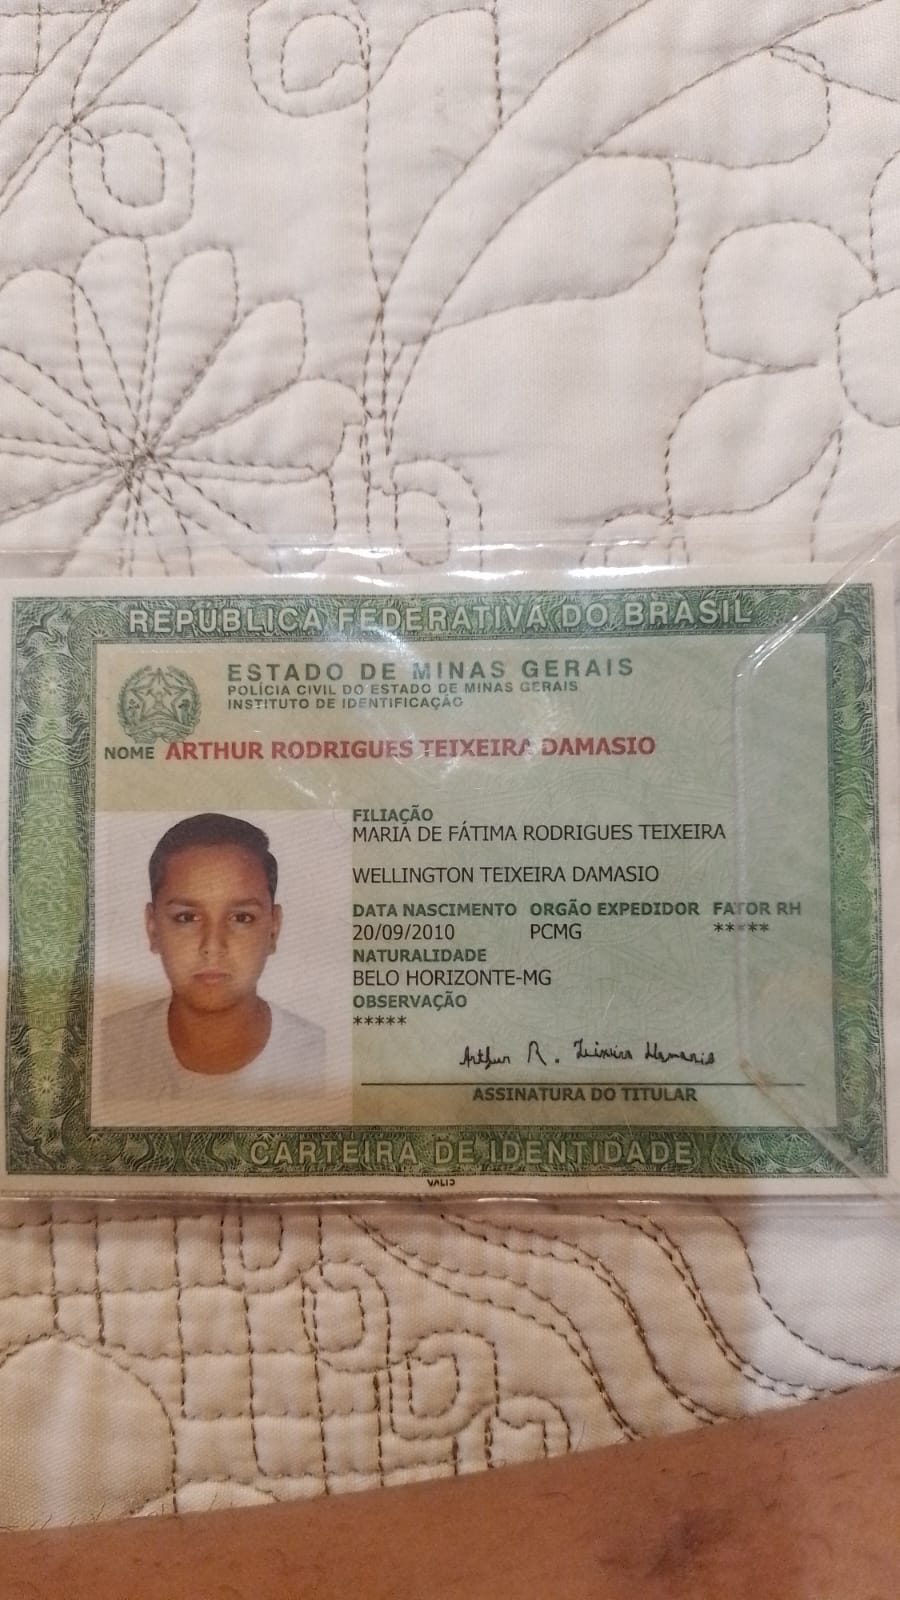 REPÚBLICA FEDERATIVA DO BRASIL
ESTADO DE MINAS GERAIS
POLÍCIA CIVIL DO ESTADO DE MINAS GERAIS
INSTITUTO DE IDENTIFICAÇÃO
NOME ARTHUR RODRIGUES TEIXEIRA DAMASIO
FILIAÇÃO
MARIA DE FÁTIMA RODRIGUES TEIXEIRA
WELLINGTON TEIXEIRA DAMASIO
DATA NASCIMENTO ORGÃO EXPEDIDOR FATOR RH
20/09/2010 PCMG *****
NATURALIDADE
BELO HORIZONTE-MG
OBSERVAÇÃO
*****
Arthur R. Teixeira Damasio
ASSINATURA DO TITULAR
CARTEIRA DE IDENTIDADE
VALID